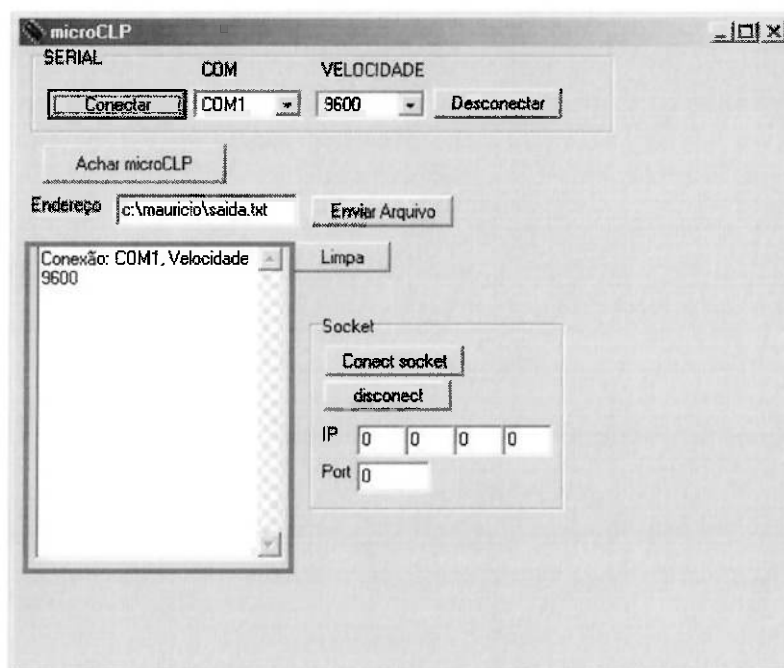 microCLP
SERIAL
COM VELOCIDADE
Conectar COM1 9600 Desconectar
Achar microCLP
Endereço c:\mauricio\saida.txt Enviar Arquivo
Conexão: COM1, Velocidade
9600
Limpa
Socket
Conect socket
disconect
IP 0 0 0 0
Port 0